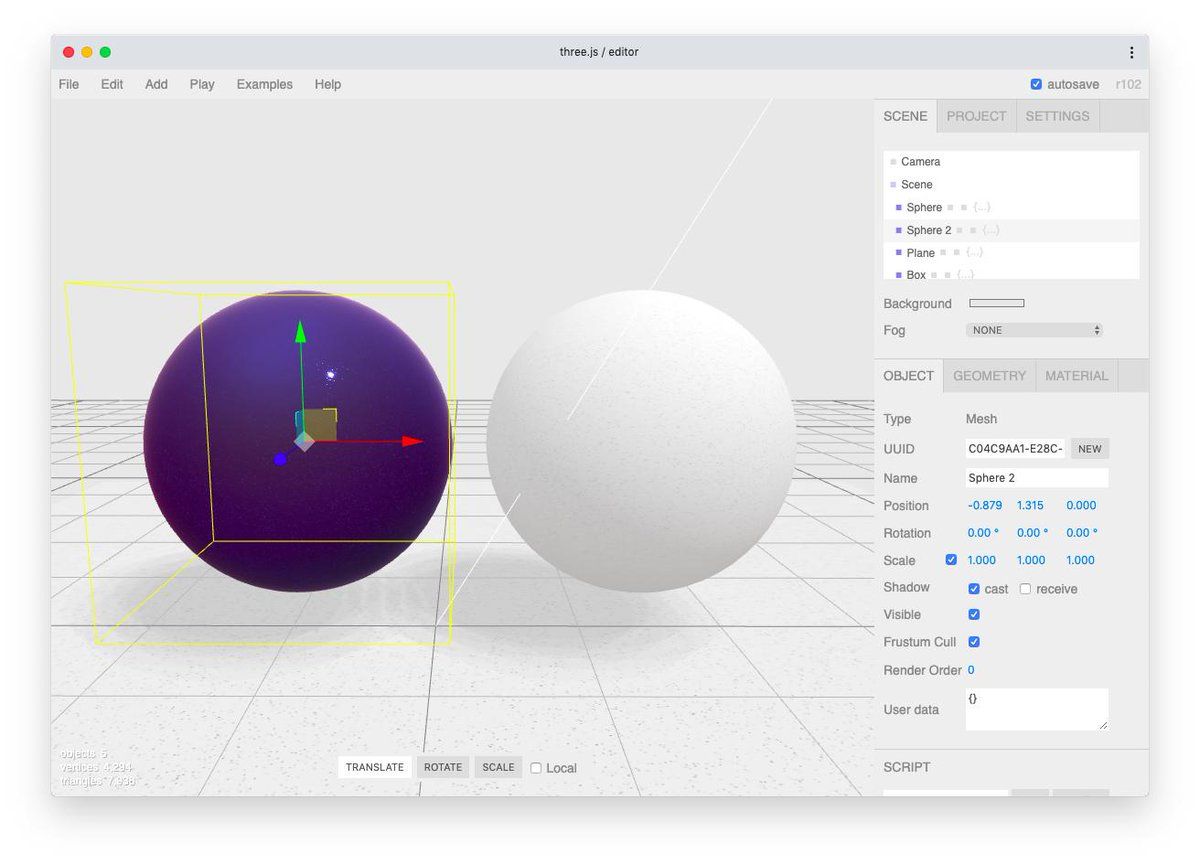 three.js / editor
File Edit Add Play Examples Help
autosave r102
SCENE PROJECT SETTINGS
Camera
Scene
Sphere {...}
Sphere 2 {...}
Plane {...}
Box {...}
Background
Fog NONE
OBJECT GEOMETRY MATERIAL
Type Mesh
UUID C04C9AA1-E28C- NEW
Name Sphere 2
Position -0.879 1.315 0.000
Rotation 0.00 ° 0.00 ° 0.00 °
Scale 1.000 1.000 1.000
Shadow cast receive
Visible
Frustum Cull
Render Order 0
User data {}
SCRIPT
objects 5
vertices 4,294
triangles 7,936
TRANSLATE ROTATE SCALE Local